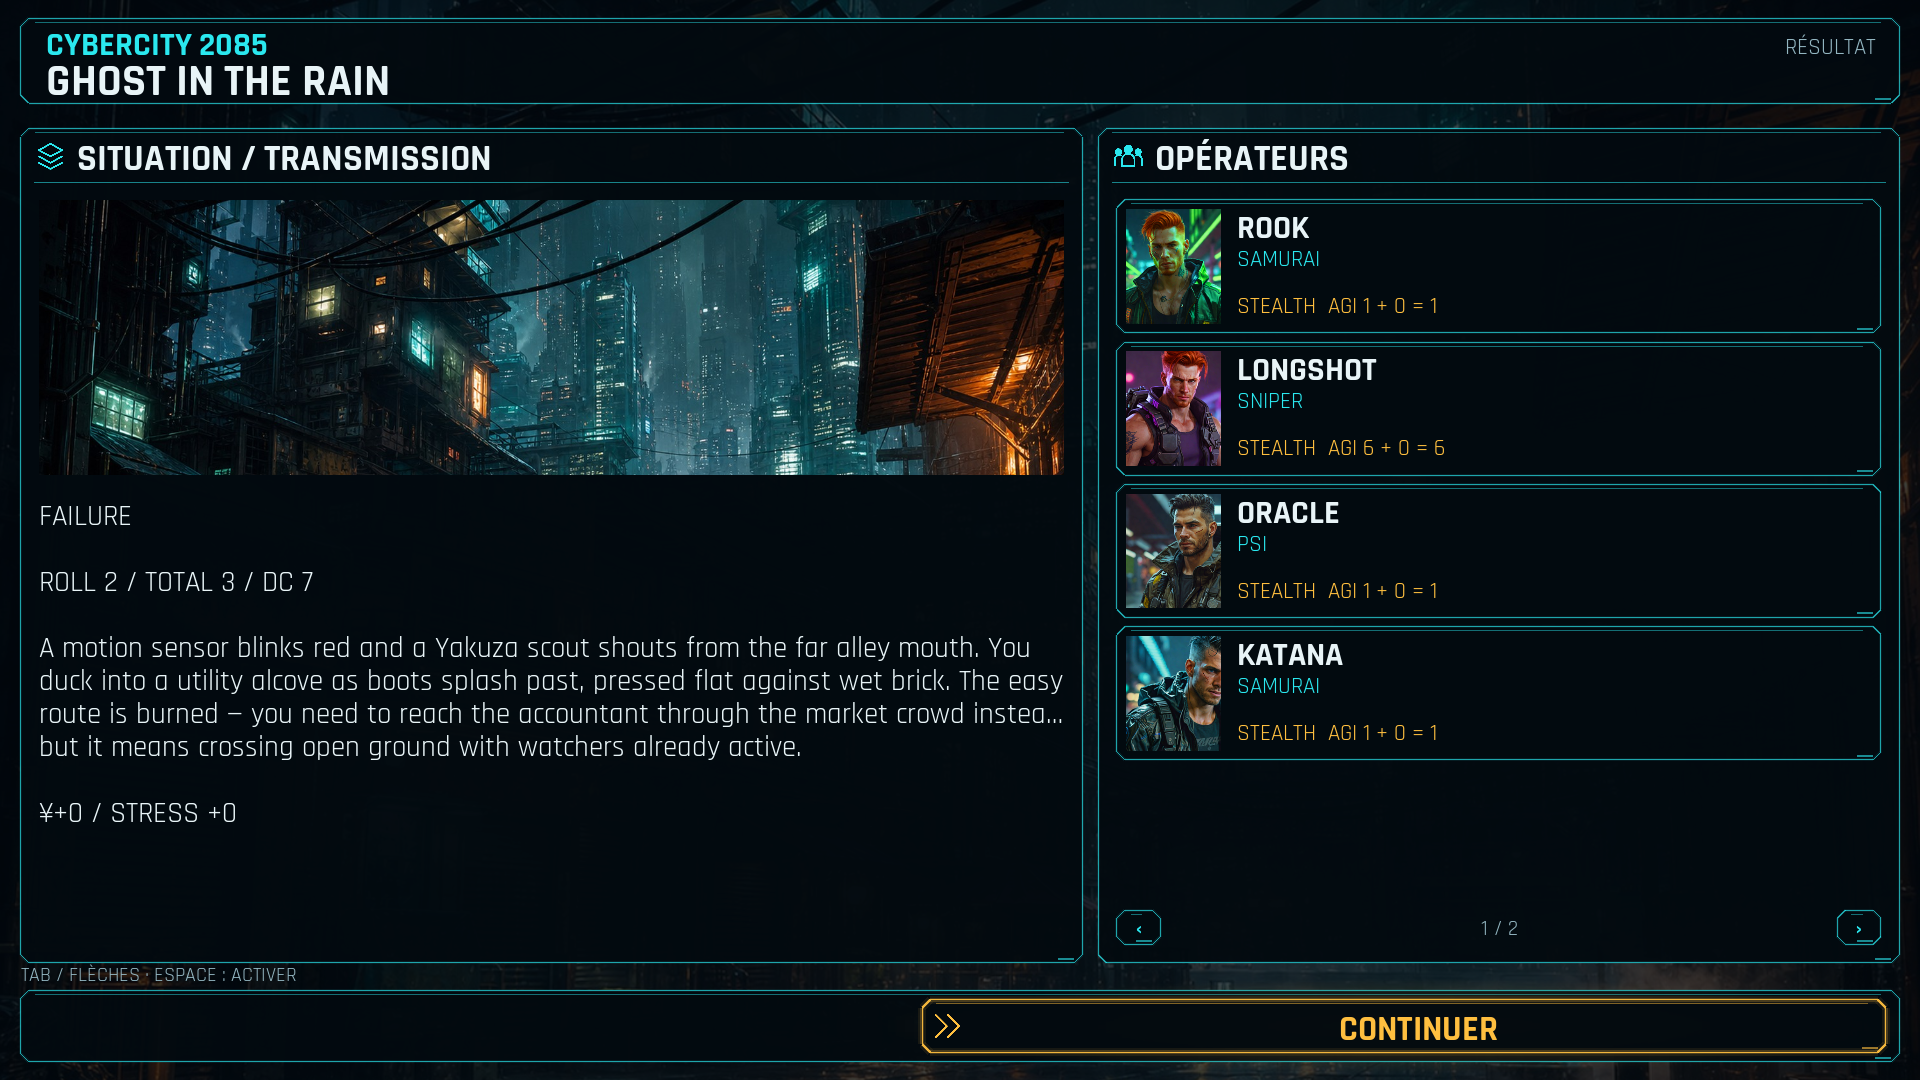 CYBERCITY 2085
GHOST IN THE RAIN
RÉSULTAT
SITUATION / TRANSMISSION
FAILURE
ROLL 2 / TOTAL 3 / DC 7
A motion sensor blinks red and a Yakuza scout shouts from the far alley mouth. You
duck into a utility alcove as boots splash past, pressed flat against wet brick. The easy
route is burned – you need to reach the accountant through the market crowd instea...
but it means crossing open ground with watchers already active.
¥+0 / STRESS +0
OPÉRATEURS
ROOK
SAMURAI
STEALTH AGI 1 + 0 = 1
LONGSHOT
SNIPER
STEALTH AGI 6 + 0 = 6
ORACLE
PSI
STEALTH AGI 1 + 0 = 1
KATANA
SAMURAI
STEALTH AGI 1 + 0 = 1
‹ 1 / 2 ›
TAB / FLÈCHES · ESPACE : ACTIVER
CONTINUER